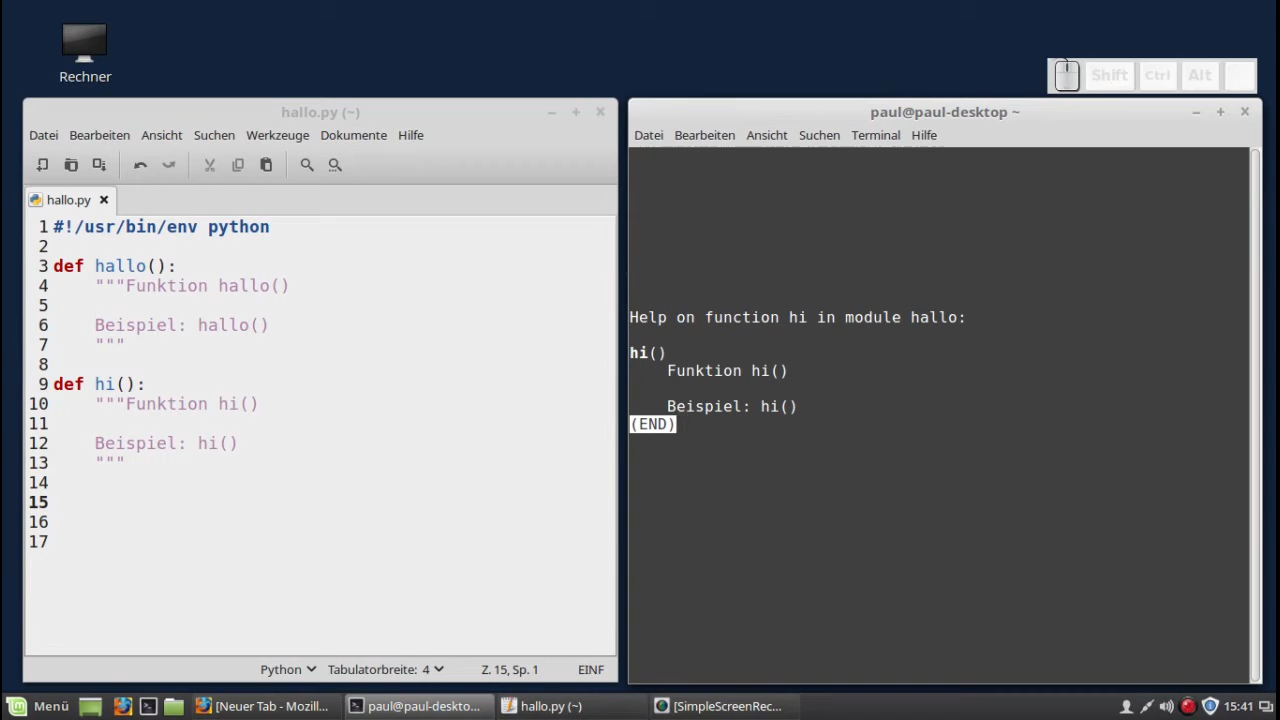 Rechner
Shift Ctrl Alt
hallo.py (~)
Datei Bearbeiten Ansicht Suchen Werkzeuge Dokumente Hilfe
hallo.py
1 #!/usr/bin/env python
2
3 def hallo():
4 """Funktion hallo()
5
6 Beispiel: hallo()
7 """
8
9 def hi():
10 """Funktion hi()
11
12 Beispiel: hi()
13 """
14
15
16
17
Python Tabulatorbreite: 4 Z. 15, Sp. 1 EINF
paul@paul-desktop ~
Datei Bearbeiten Ansicht Suchen Terminal Hilfe
Help on function hi in module hallo:
hi()
Funktion hi()
Beispiel: hi()
(END)
Menü [Neuer Tab - Mozill... paul@paul-deskto... hallo.py (~) [SimpleScreenRec... 15:41